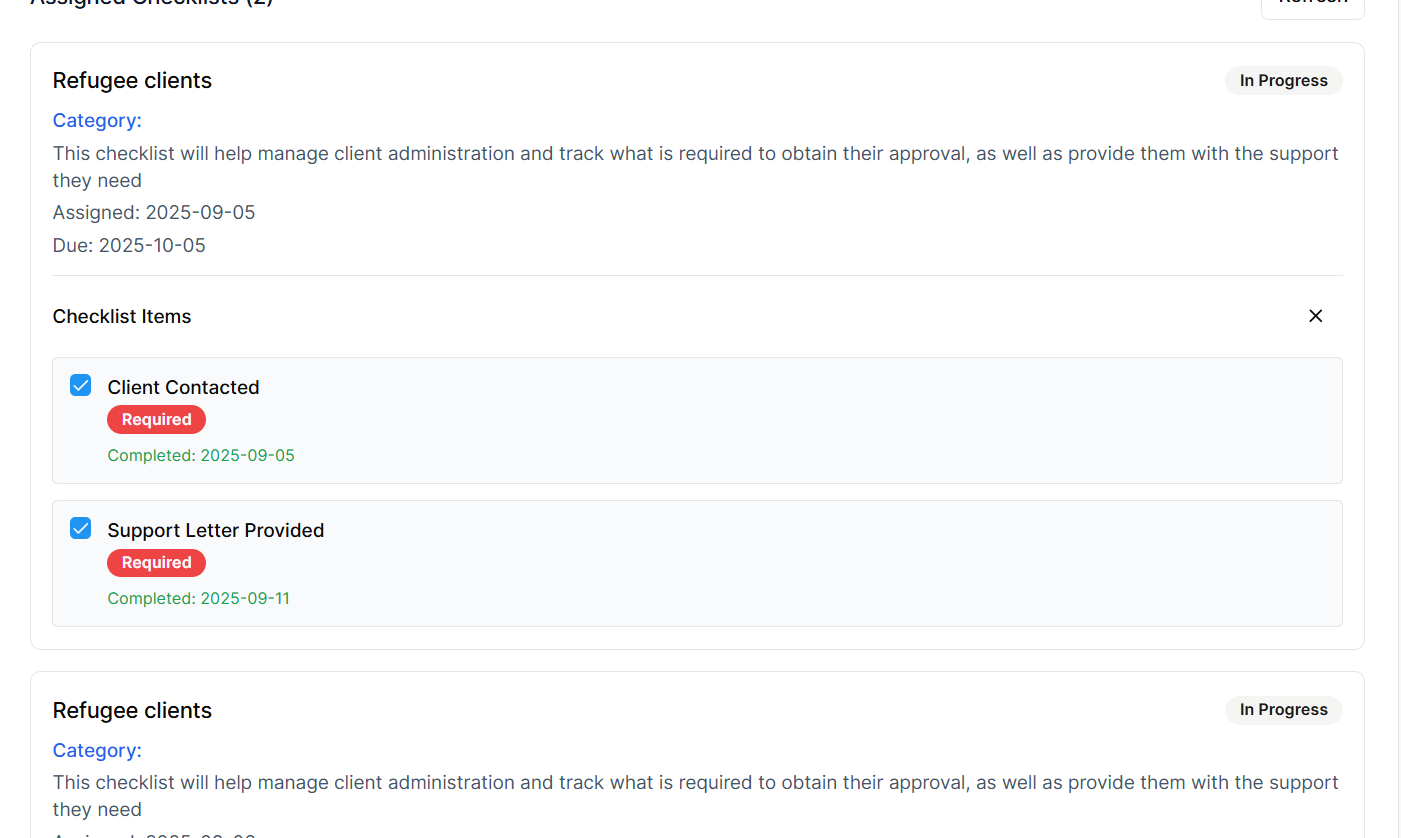 Assigned Checklists (2)
Refresh
Refugee clients
In Progress
Category:
This checklist will help manage client administration and track what is required to obtain their approval, as well as provide them with the support
they need
Assigned: 2025-09-05
Due: 2025-10-05
Checklist Items
Client Contacted
Required
Completed: 2025-09-05
Support Letter Provided
Required
Completed: 2025-09-11
Refugee clients
In Progress
Category:
This checklist will help manage client administration and track what is required to obtain their approval, as well as provide them with the support
they need